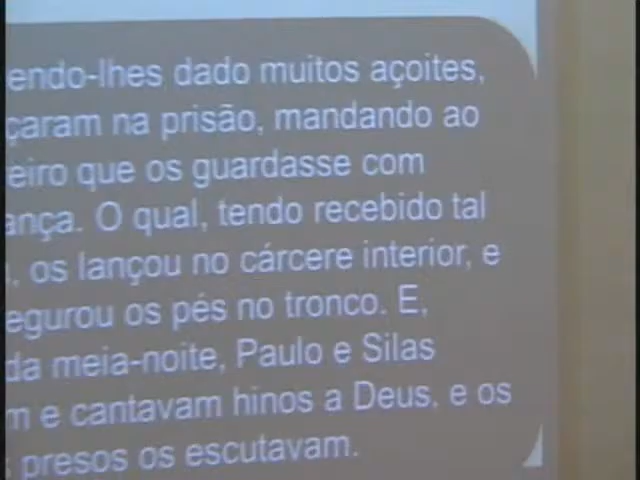 endo-lhes dado muitos açoites,
çaram na prisão, mandando ao
eiro que os guardasse com
ança. O qual, tendo recebido tal
, os lançou no cárcere interior, e
egurou os pés no tronco. E,
da meia-noite, Paulo e Silas
m e cantavam hinos a Deus, e os
presos os escutavam.